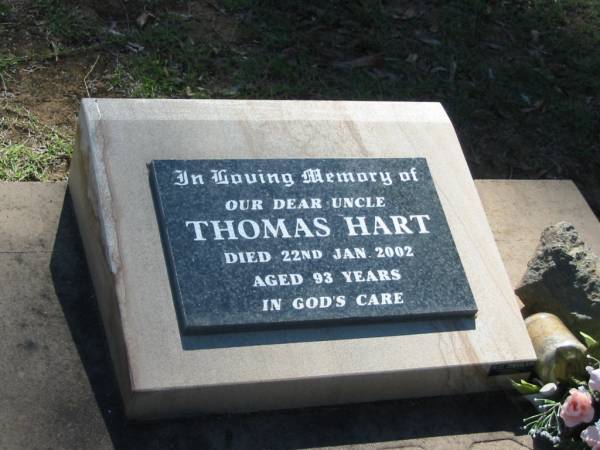 In Loving Memory of
OUR DEAR UNCLE
THOMAS HART
DIED 22ND JAN. 2002
AGED 93 YEARS
IN GOD'S CARE